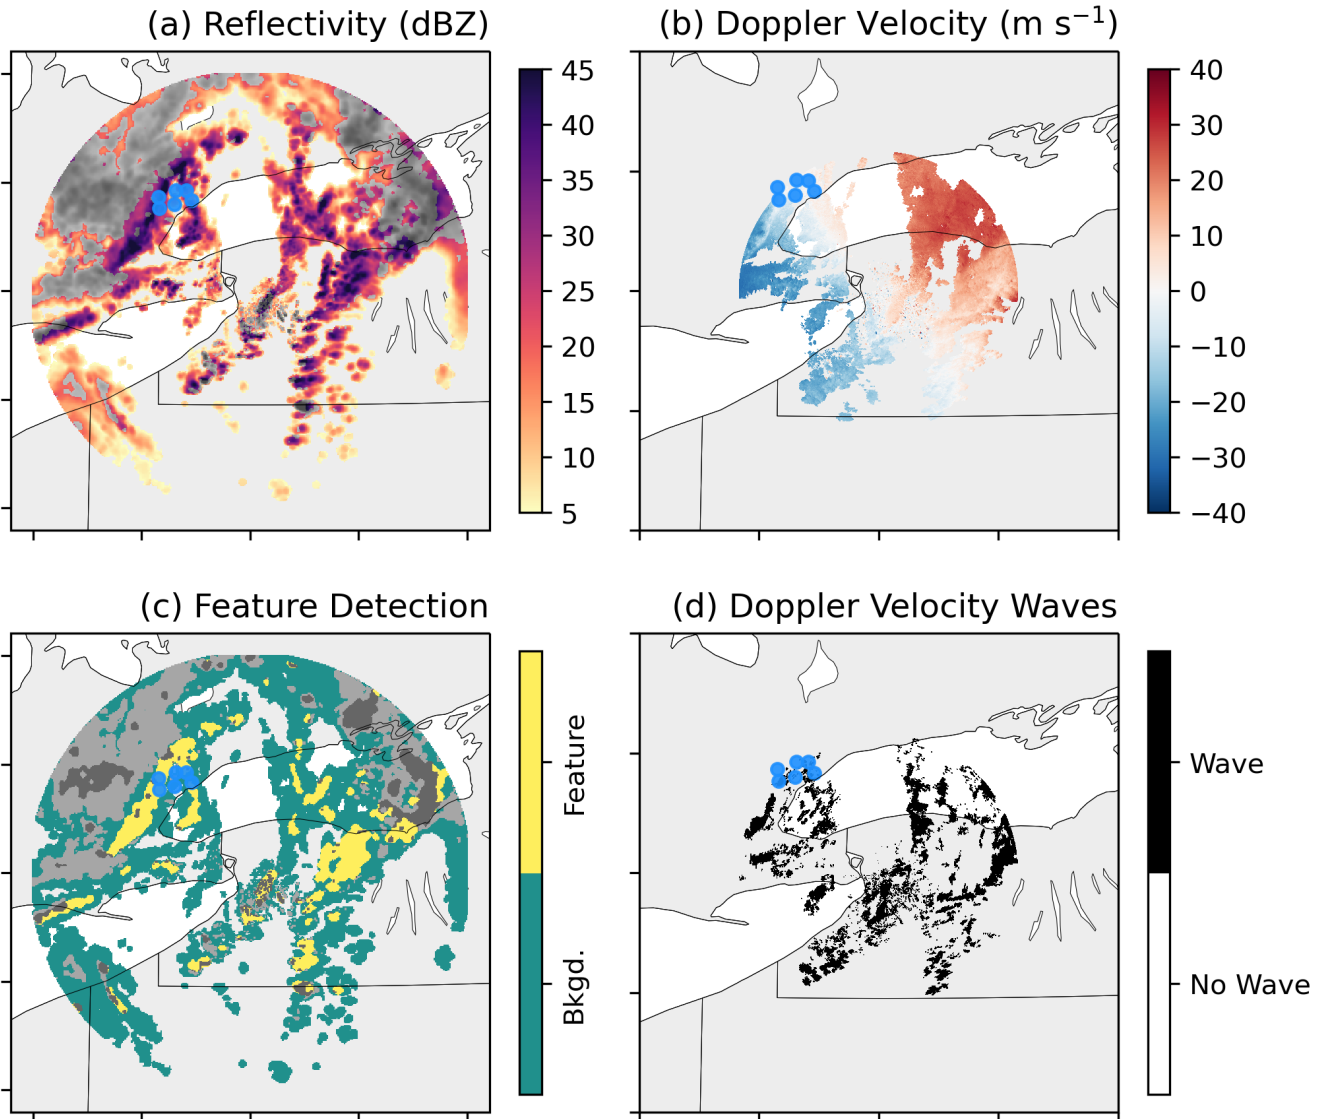 (a) Reflectivity (dBZ)
45
40
35
30
25
20
15
10
5
(b) Doppler Velocity (m s⁻¹)
40
30
20
10
0
−10
−20
−30
−40
(c) Feature Detection
Feature
Bkgd.
(d) Doppler Velocity Waves
Wave
No Wave